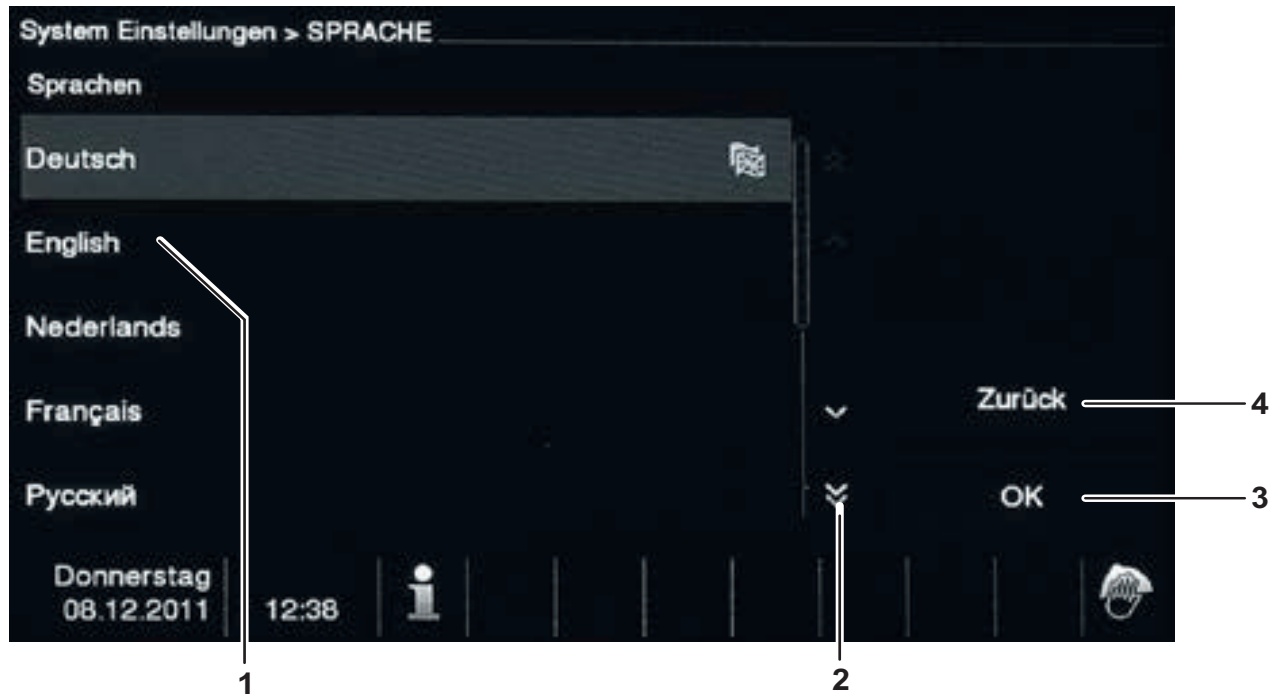 System Einstellungen > SPRACHE
Sprachen
Deutsch
English
Nederlands
Français
Русский
Zurück
OK
Donnerstag
08.12.2011
12:38
4
3
1
2